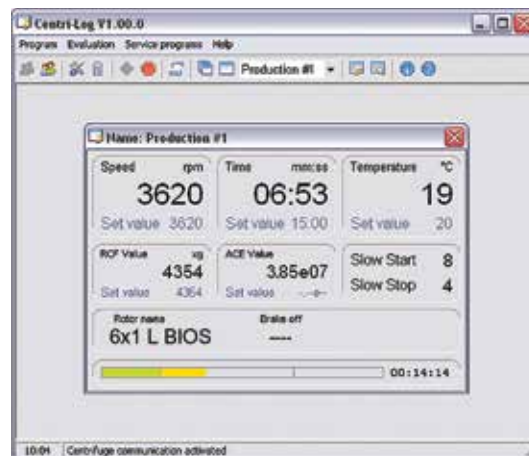 Centri-Log V1.00.0
Program Evaluation Service programs Help
Production #1
Name: Production #1
Speed rpm
3620
Set value 3620
Time mm:ss
06:53
Set value 15:00
Temperature °C
19
Set value 20
RCF Value xg
4354
Set value 4364
ACE Value
3.85e07
Set value
Slow Start 8
Slow Stop 4
Rotor name
6x1 L BIOS
Brake off
----
00:14:14
10:04 Centrifuge communication activated